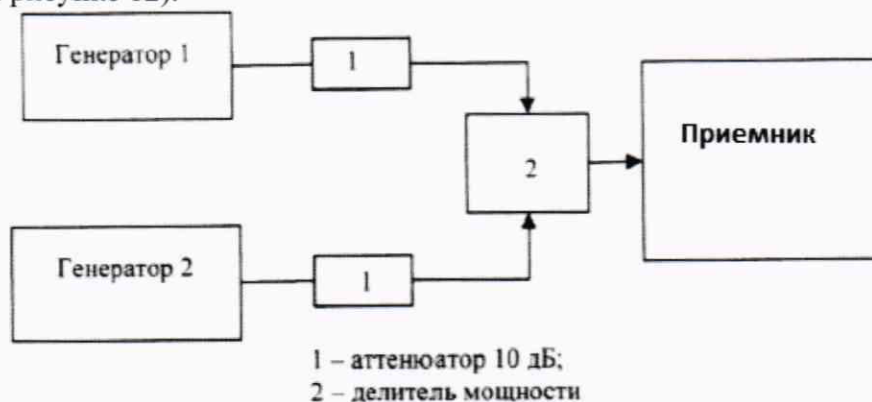 Генератор 1
1
Приемник
2
Генератор 2
1
1 – аттенюатор 10 дБ;
2 – делитель мощности